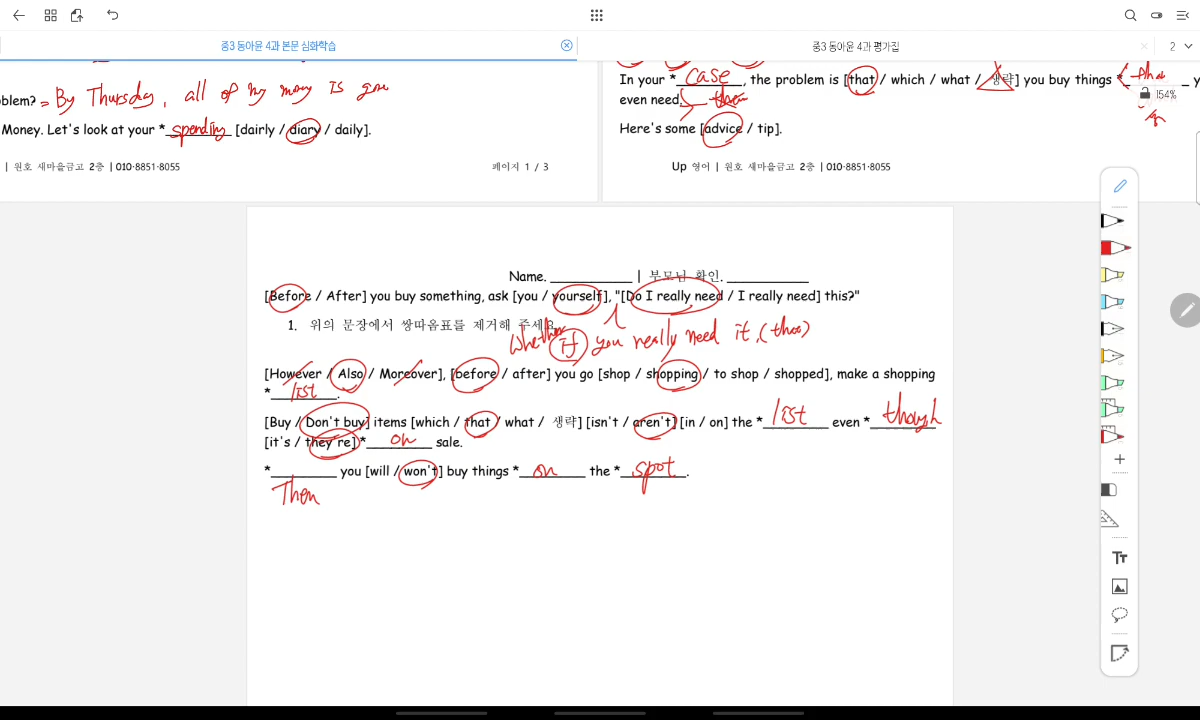 중3 동아윤 4과 본문 심화학습
중3 동아윤 4과 평가집
2
oblem? = By Thursday, all of my money is gone
Money. Let's look at your * spending [dairly / diary / daily].
| 원호 새마을금고 2층 | 010-8851-8055
페이지 1 / 3
In your * case, the problem is [that / which / what / 생략] you buy things * _ y
even need.
Here's some [advice / tip].
154%
Up 영어 | 원호 새마을금고 2층 | 010-8851-8055
Name. ____________ | 부모님 확인. ____________
[Before / After] you buy something, ask [you / yourself], "[Do I really need / I really need] this?"
1. 위의 문장에서 쌍따옴표를 제거해 주세요
whether if you really need it, (that)
[However / Also / Moreover], [before / after] you go [shop / shopping / to shop / shopped], make a shopping
* list.
[Buy / Don't buy] items [which / that / what / 생략] [isn't / aren't] [in / on] the * list even * though
[it's / they're] * on sale.
*__________ you [will / won't] buy things * on the * spot.
Then
Tт